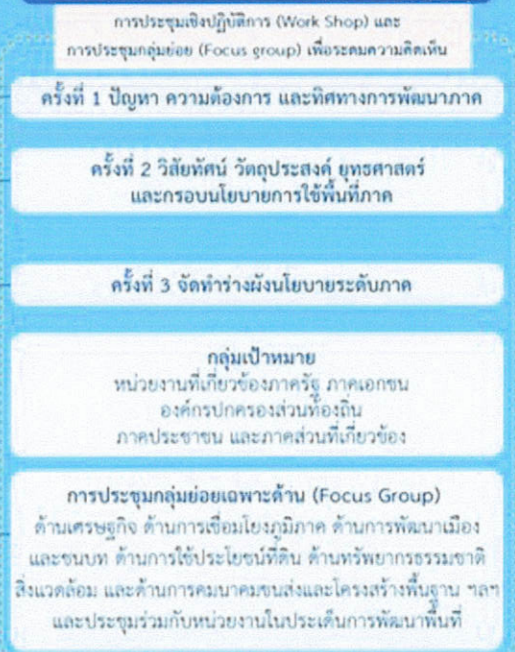 การประชุมเชิงปฏิบัติการ (Work Shop) และ
การประชุมกลุ่มย่อย (Focus group) เพื่อระดมความคิดเห็น
ครั้งที่ 1 ปัญหา ความต้องการ และทิศทางการพัฒนาภาค
ครั้งที่ 2 วิสัยทัศน์ วัตถุประสงค์ ยุทธศาสตร์
และกรอบนโยบายการใช้พื้นที่ภาค
ครั้งที่ 3 จัดทำร่างผังนโยบายระดับภาค
กลุ่มเป้าหมาย
หน่วยงานที่เกี่ยวข้องภาครัฐ ภาคเอกชน
องค์กรปกครองส่วนท้องถิ่น
ภาคประชาชน และภาคส่วนที่เกี่ยวข้อง
การประชุมกลุ่มย่อยเฉพาะด้าน (Focus Group)
ด้านเศรษฐกิจ ด้านการเชื่อมโยงภูมิภาค ด้านการพัฒนาเมือง
และชนบท ด้านการใช้ประโยชน์ที่ดิน ด้านทรัพยากรธรรมชาติ
สิ่งแวดล้อม และด้านการคมนาคมขนส่งและโครงสร้างพื้นฐาน ฯลฯ
และประชุมร่วมกับหน่วยงานในประเด็นการพัฒนาพื้นที่